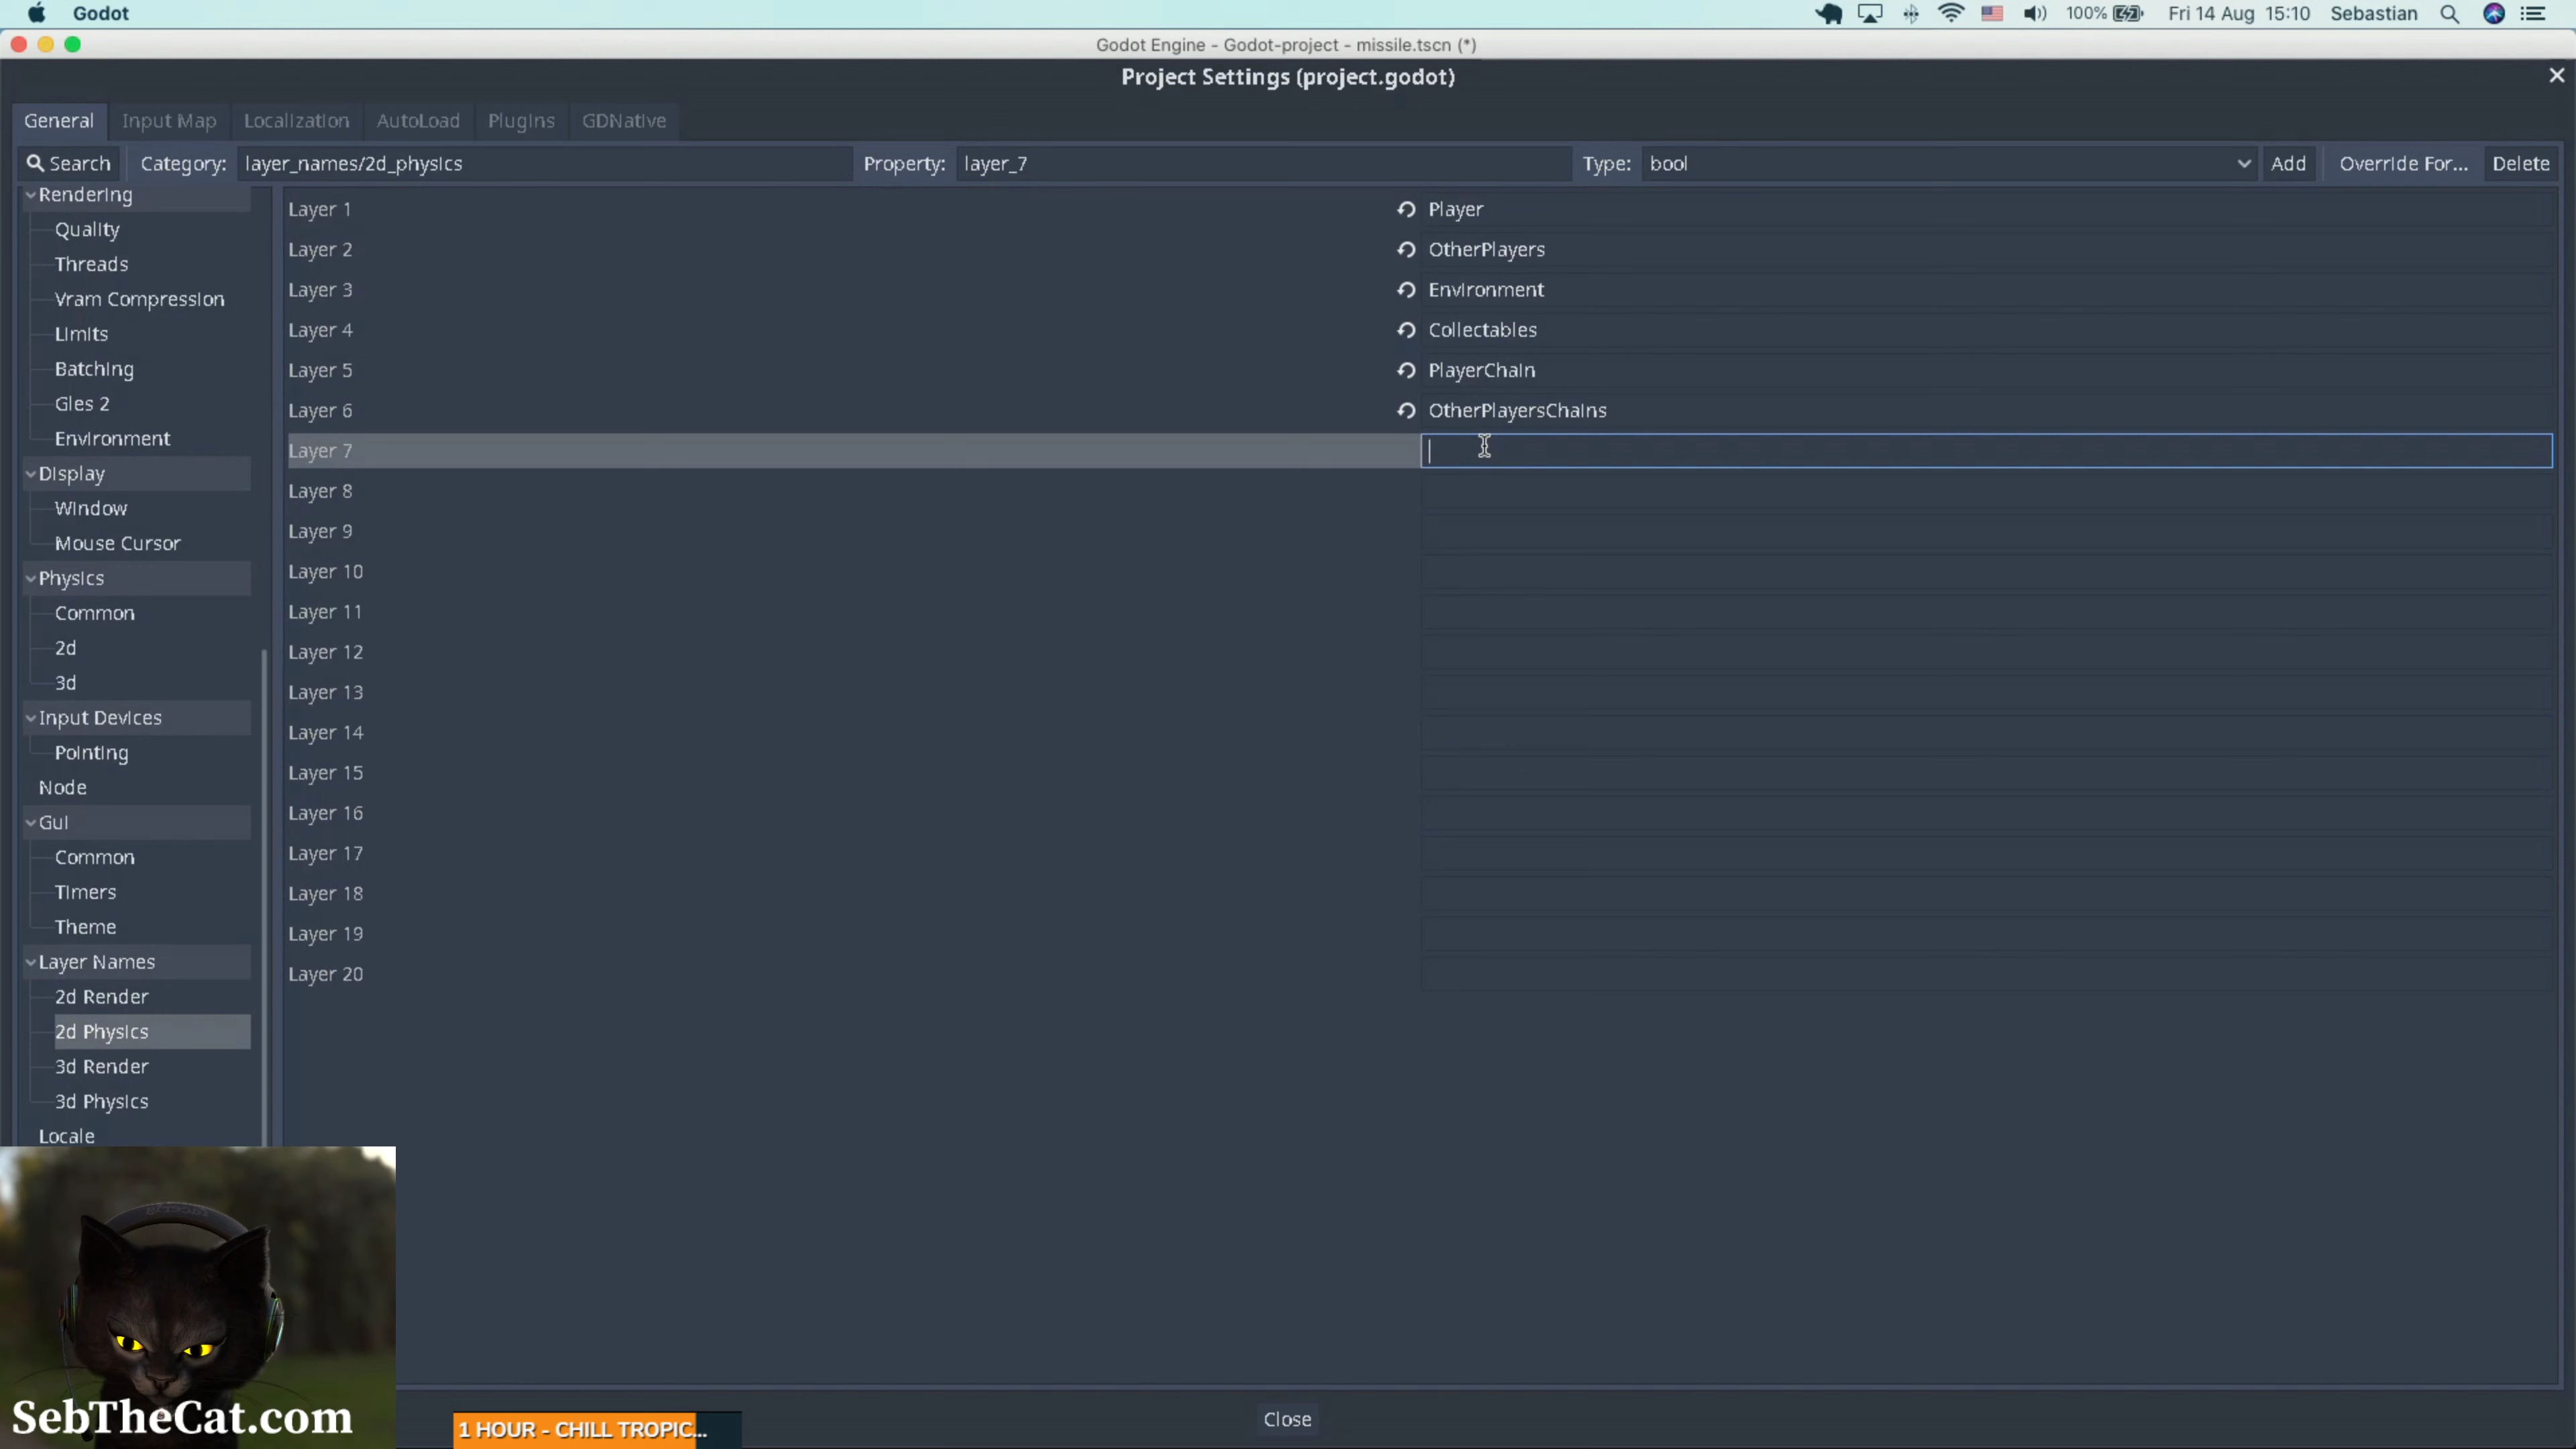 Godot
100%
Fri 14 Aug 15:10
Sebastian
Godot Engine - Godot-project - missile.tscn (*)
Project Settings (project.godot)
General
Input Map
Localization
AutoLoad
Plugins
GDNative
Search
Category:
layer_names/2d_physics
Property:
layer_7
Type:
bool
Add
Override For...
Delete
Rendering
Quality
Threads
Vram Compression
Limits
Batching
Gles 2
Environment
Display
Window
Mouse Cursor
Physics
Common
2d
3d
Input Devices
Pointing
Node
Gui
Common
Timers
Theme
Layer Names
2d Render
2d Physics
3d Render
3d Physics
Locale
Layer 1 Player
Layer 2 OtherPlayers
Layer 3 Environment
Layer 4 Collectables
Layer 5 PlayerChain
Layer 6 OtherPlayersChains
Layer 7
Layer 8
Layer 9
Layer 10
Layer 11
Layer 12
Layer 13
Layer 14
Layer 15
Layer 16
Layer 17
Layer 18
Layer 19
Layer 20
SebTheCat.com
1 HOUR - CHILL TROPIC...
Close